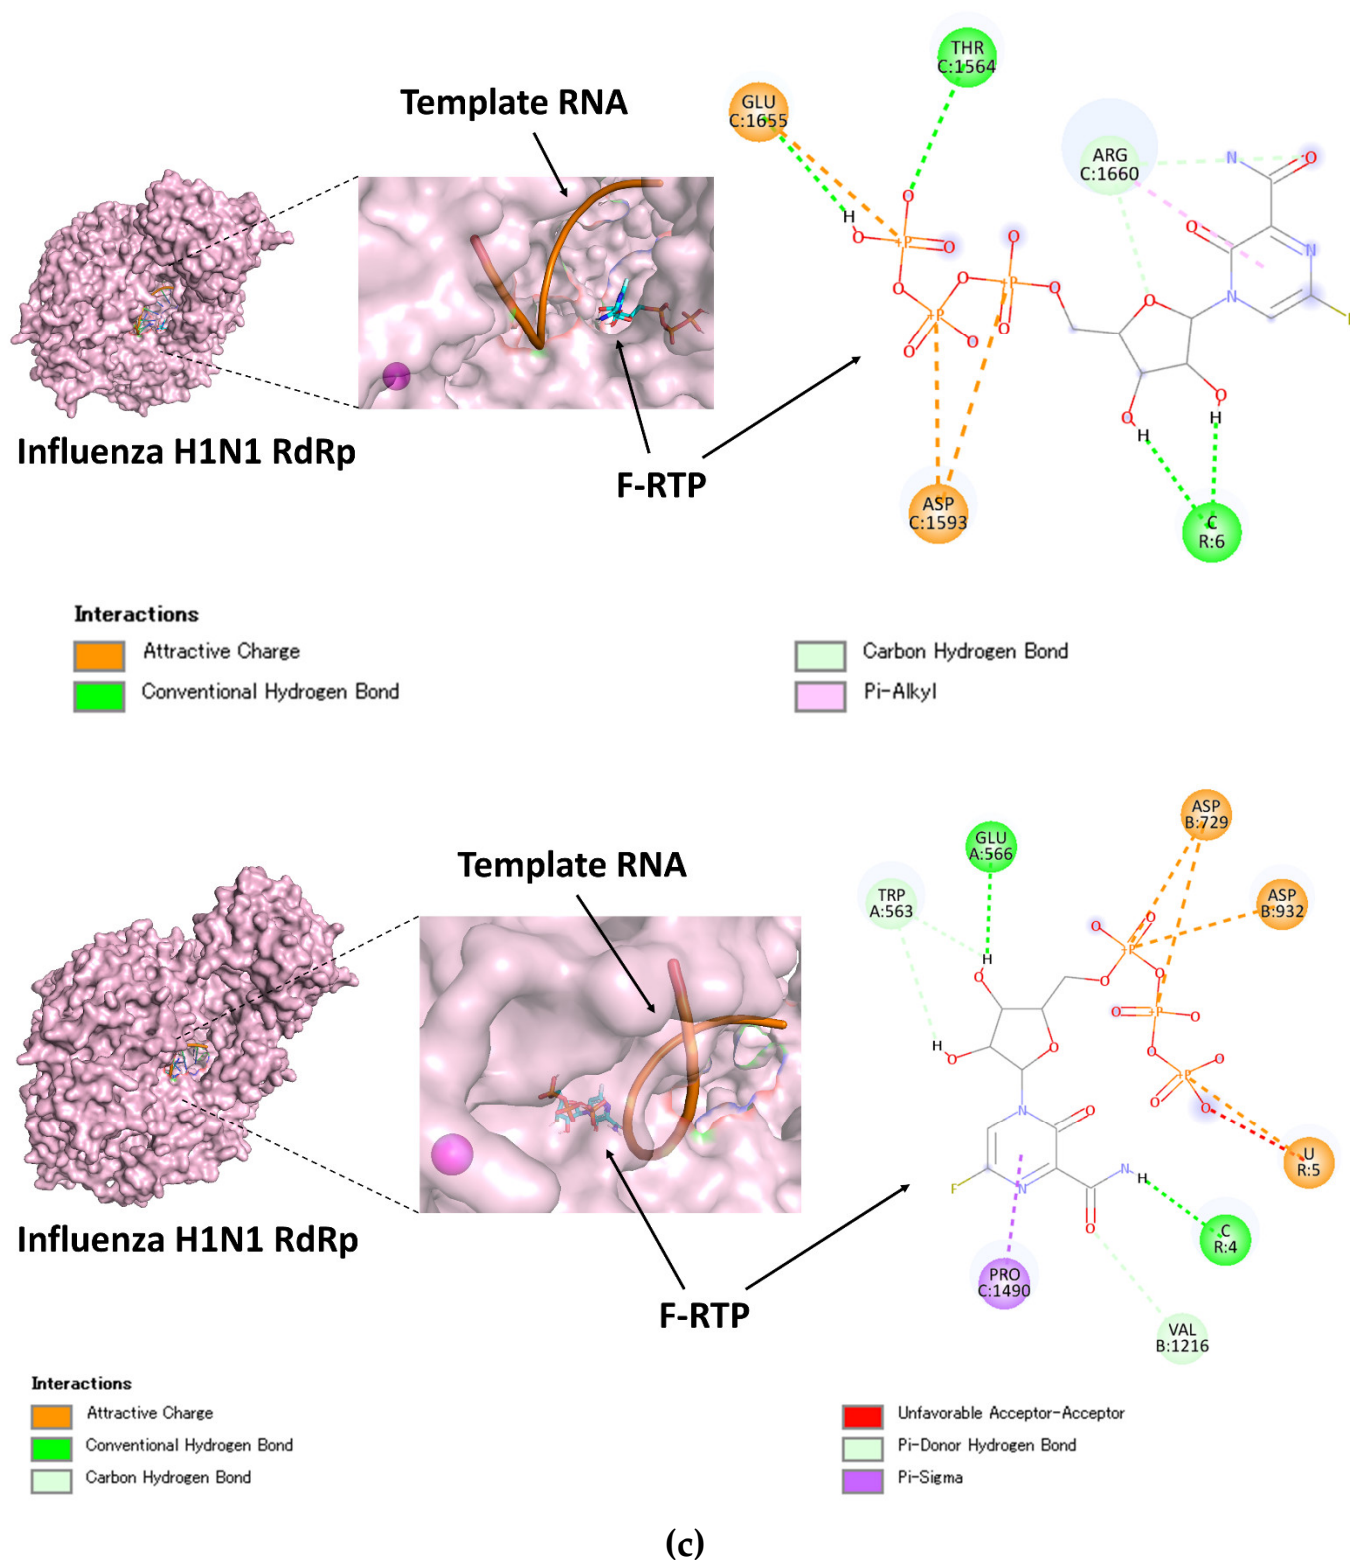 Template RNA
Influenza H1N1 RdRp
F-RTP
THR
C:1564
GLU
C:1655
ARG
C:1660
ASP
C:1593
C
R:6
H
O
O
P
O
O
O
P
O
O
O
P
O
O
O
N
O
O
N
N
F
O
O
H
O
H
Interactions
Attractive Charge
Conventional Hydrogen Bond
Carbon Hydrogen Bond
Pi-Alkyl
Template RNA
Influenza H1N1 RdRp
F-RTP
ASP
B:729
GLU
A:566
TRP
A:563
ASP
B:932
U
R:5
C
R:4
PRO
C:1490
VAL
B:1216
H
O
H
O
O
O
O
O
P
O
O
P
O
O
O
P
O
O
N
O
N
F
N
H
O
Interactions
Attractive Charge
Conventional Hydrogen Bond
Carbon Hydrogen Bond
Unfavorable Acceptor-Acceptor
Pi-Donor Hydrogen Bond
Pi-Sigma
(c)